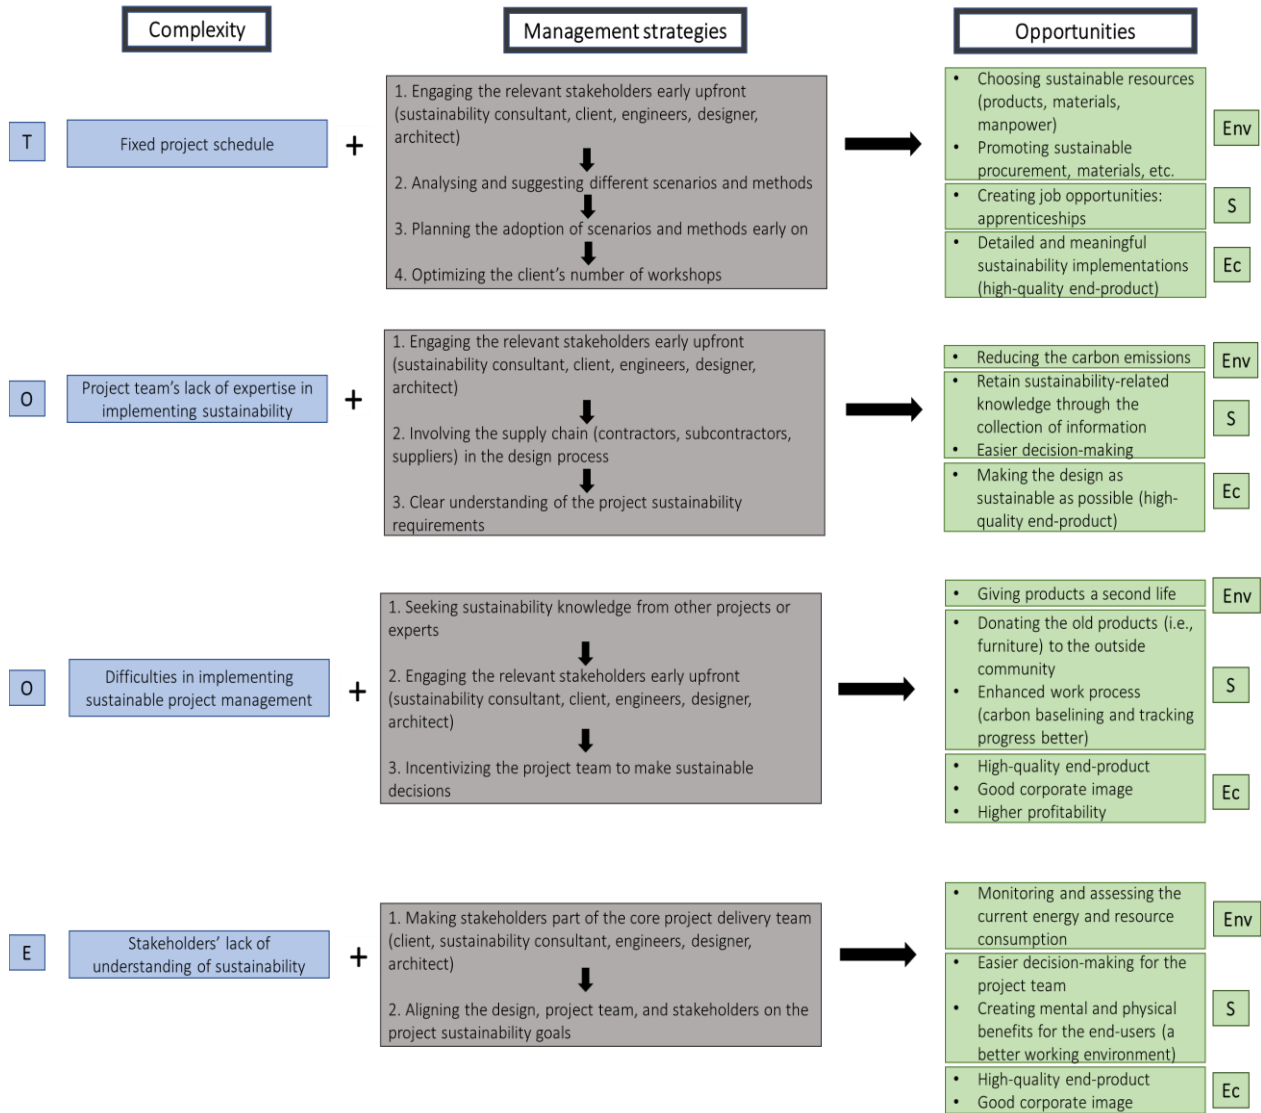 Complexity
Management strategies
Opportunities
T
Fixed project schedule
+
1. Engaging the relevant stakeholders early upfront
(sustainability consultant, client, engineers, designer,
architect)
2. Analysing and suggesting different scenarios and methods
3. Planning the adoption of scenarios and methods early on
4. Optimizing the client's number of workshops
• Choosing sustainable resources
(products, materials,
manpower)
• Promoting sustainable
procurement, materials, etc.
Env
• Creating job opportunities:
apprenticeships
S
• Detailed and meaningful
sustainability implementations
(high-quality end-product)
Ec
O
Project team's lack of expertise in
implementing sustainability
+
1. Engaging the relevant stakeholders early upfront
(sustainability consultant, client, engineers, designer,
architect)
2. Involving the supply chain (contractors, subcontractors,
suppliers) in the design process
3. Clear understanding of the project sustainability
requirements
• Reducing the carbon emissions
Env
• Retain sustainability-related
knowledge through the
collection of information
• Easier decision-making
S
• Making the design as
sustainable as possible (high-
quality end-product)
Ec
O
Difficulties in implementing
sustainable project management
+
1. Seeking sustainability knowledge from other projects or
experts
2. Engaging the relevant stakeholders early upfront
(sustainability consultant, client, engineers, designer,
architect)
3. Incentivizing the project team to make sustainable
decisions
• Giving products a second life
Env
• Donating the old products (i.e.,
furniture) to the outside
community
• Enhanced work process
(carbon baselining and tracking
progress better)
S
• High-quality end-product
• Good corporate image
• Higher profitability
Ec
E
Stakeholders' lack of
understanding of sustainability
+
1. Making stakeholders part of the core project delivery team
(client, sustainability consultant, engineers, designer,
architect)
2. Aligning the design, project team, and stakeholders on the
project sustainability goals
• Monitoring and assessing the
current energy and resource
consumption
Env
• Easier decision-making for the
project team
• Creating mental and physical
benefits for the end-users (a
better working environment)
S
• High-quality end-product
• Good corporate image
Ec